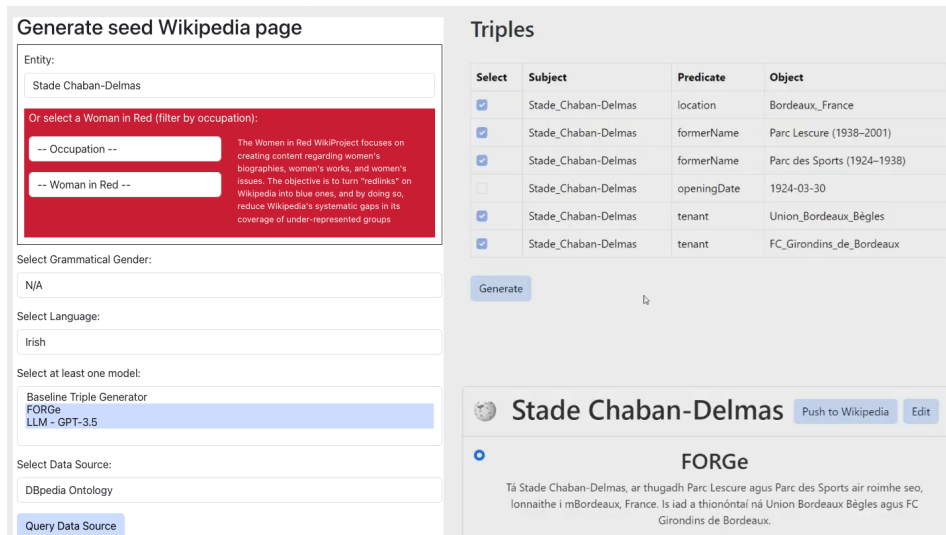 Generate seed Wikipedia page
Entity:
Stade Chaban-Delmas
Or select a Woman in Red (filter by occupation):
-- Occupation --
-- Woman in Red --
The Women in Red WikiProject focuses on
creating content regarding women's
biographies, women's works, and women's
issues. The objective is to turn "redlinks" on
Wikipedia into blue ones, and by doing so,
reduce Wikipedia's systematic gaps in its
coverage of under-represented groups
Select Grammatical Gender:
N/A
Select Language:
Irish
Select at least one model:
Baseline Triple Generator
FORGe
LLM - GPT-3.5
Select Data Source:
DBpedia Ontology
Query Data Source
Triples
Select Subject Predicate Object
Stade_Chaban-Delmas location Bordeaux,_France
Stade_Chaban-Delmas formerName Parc Lescure (1938–2001)
Stade_Chaban-Delmas formerName Parc des Sports (1924–1938)
Stade_Chaban-Delmas openingDate 1924-03-30
Stade_Chaban-Delmas tenant Union_Bordeaux_Bègles
Stade_Chaban-Delmas tenant FC_Girondins_de_Bordeaux
Generate
Stade Chaban-Delmas Push to Wikipedia Edit
FORGe
Tá Stade Chaban-Delmas, ar thugadh Parc Lescure agus Parc des Sports air roimhe seo,
lonnaithe i mBordeaux, France. Is iad a thionóntaí ná Union Bordeaux Bègles agus FC
Girondins de Bordeaux.